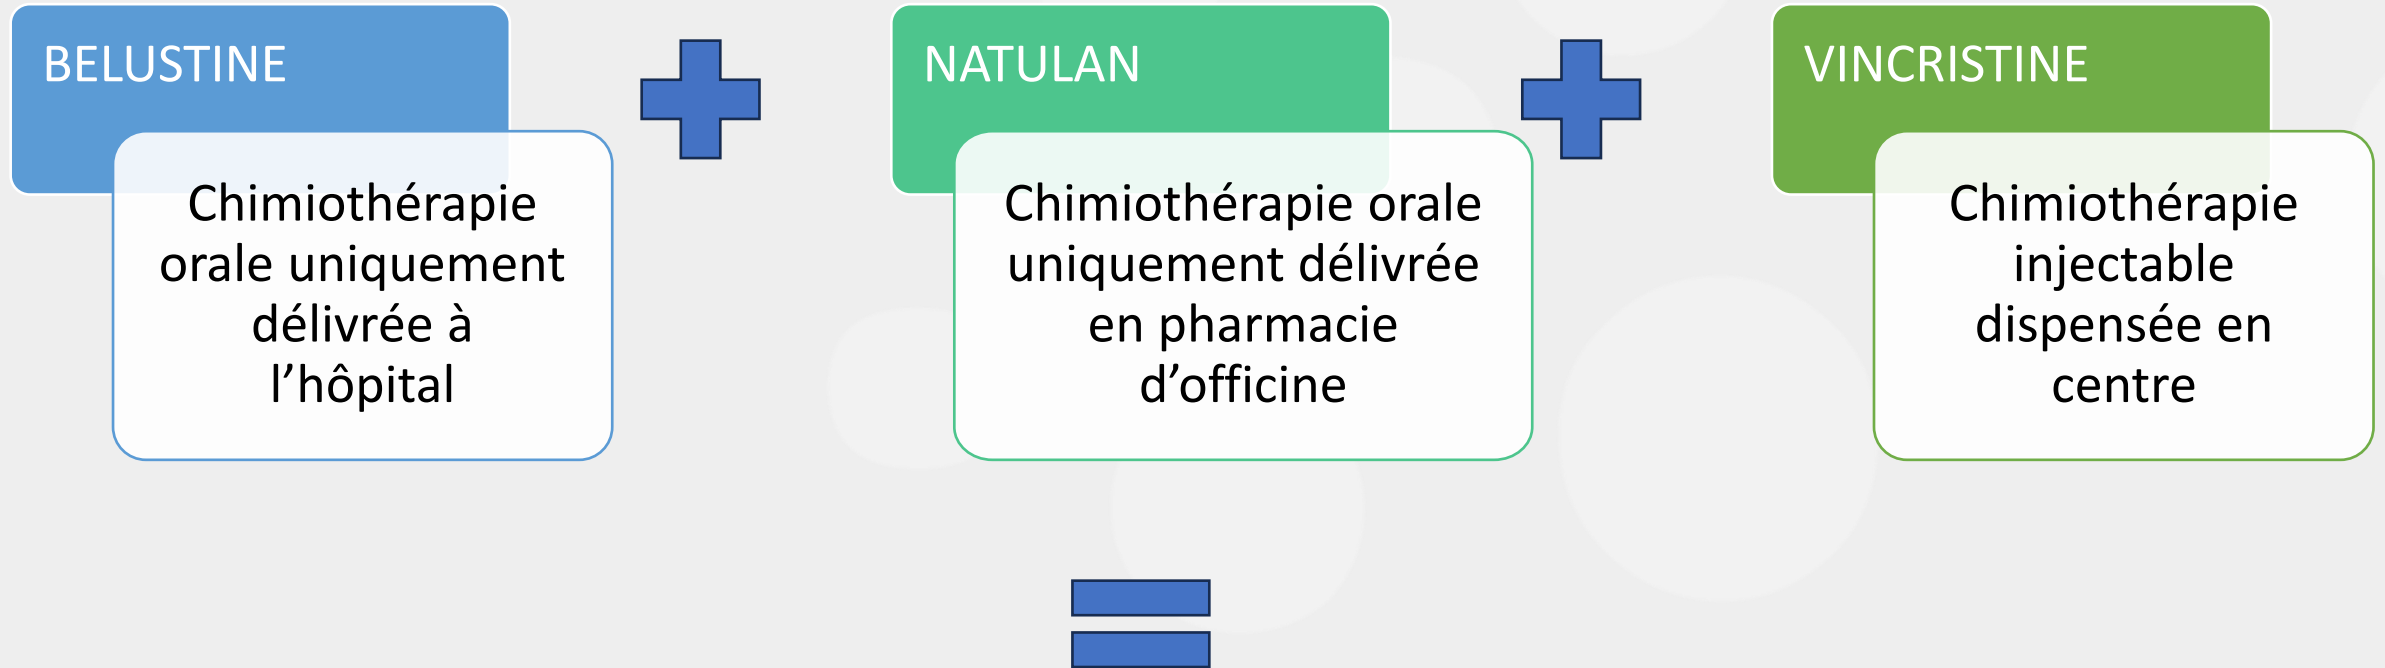 BELUSTINE
Chimiothérapie
orale uniquement
délivrée à
l’hôpital
NATULAN
Chimiothérapie orale
uniquement délivrée
en pharmacie
d’officine
VINCRISTINE
Chimiothérapie
injectable
dispensée en
centre